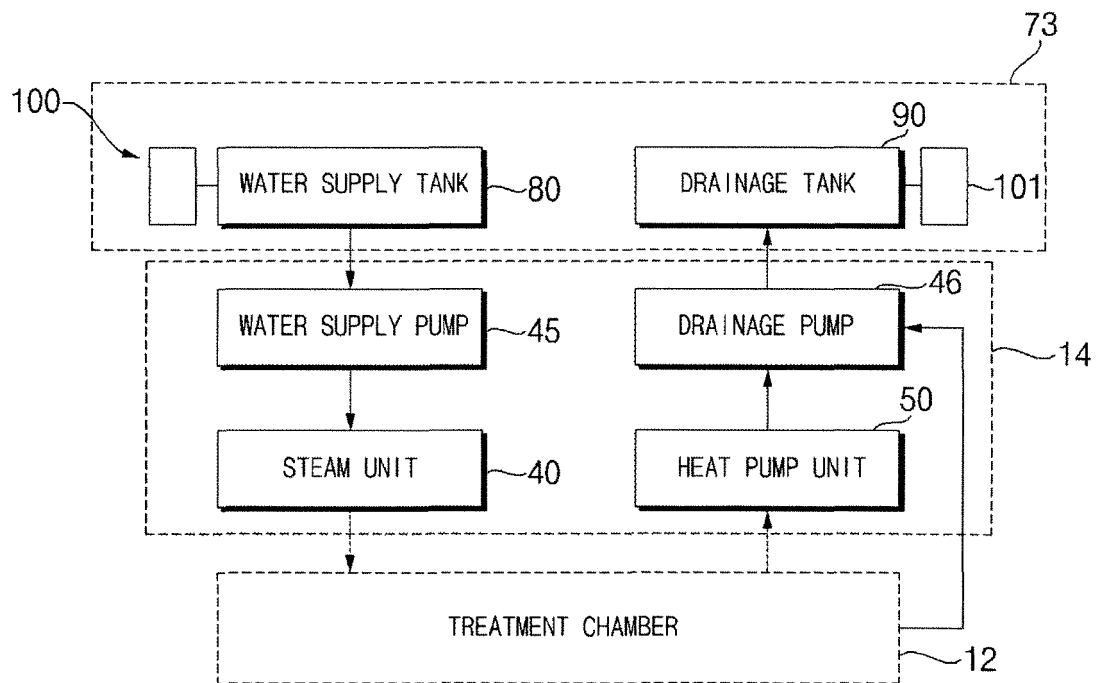 73
100
90
WATER SUPPLY TANK
80
DRAINAGE TANK
101
46
WATER SUPPLY PUMP
45
DRAINAGE PUMP
14
50
STEAM UNIT
40
HEAT PUMP UNIT
TREATMENT CHAMBER
12